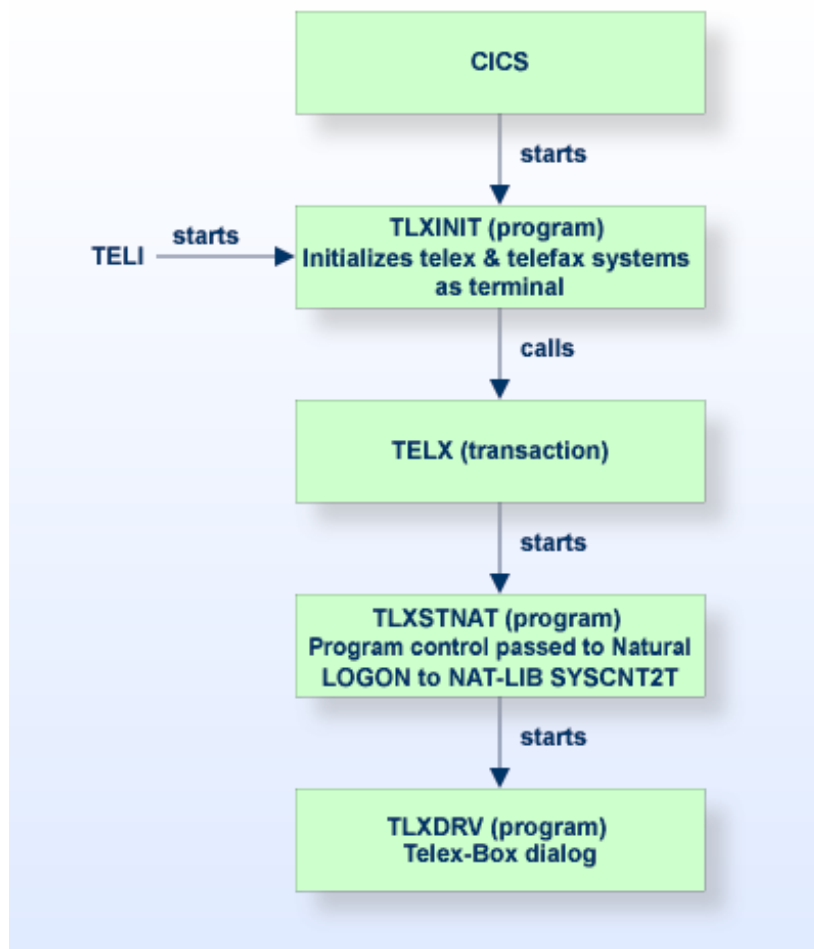 CICS
starts
TELI
starts
TLXINIT (program)
Initializes telex & telefax systems
as terminal
calls
TELX (transaction)
starts
TLXSTNAT (program)
Program control passed to Natural
LOGON to NAT-LIB SYSCNT2T
starts
TLXDRV (program)
Telex-Box dialog